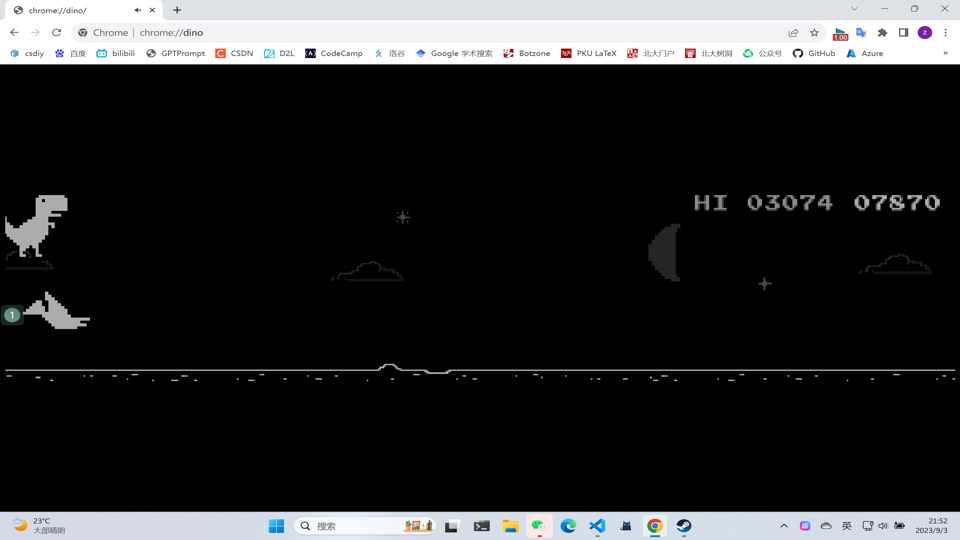 chrome://dino/
Chrome | chrome://dino
1.00
z
csdiy 百度 bilibili GPTPrompt CSDN D2L CodeCamp 洛谷 Google 学术搜索 Botzone PKU LaTeX 北大门户 北大树洞 公众号 GitHub Azure »
HI 03074 07870
1
23°C
大部晴朗
搜索
英
21:52
2023/9/3